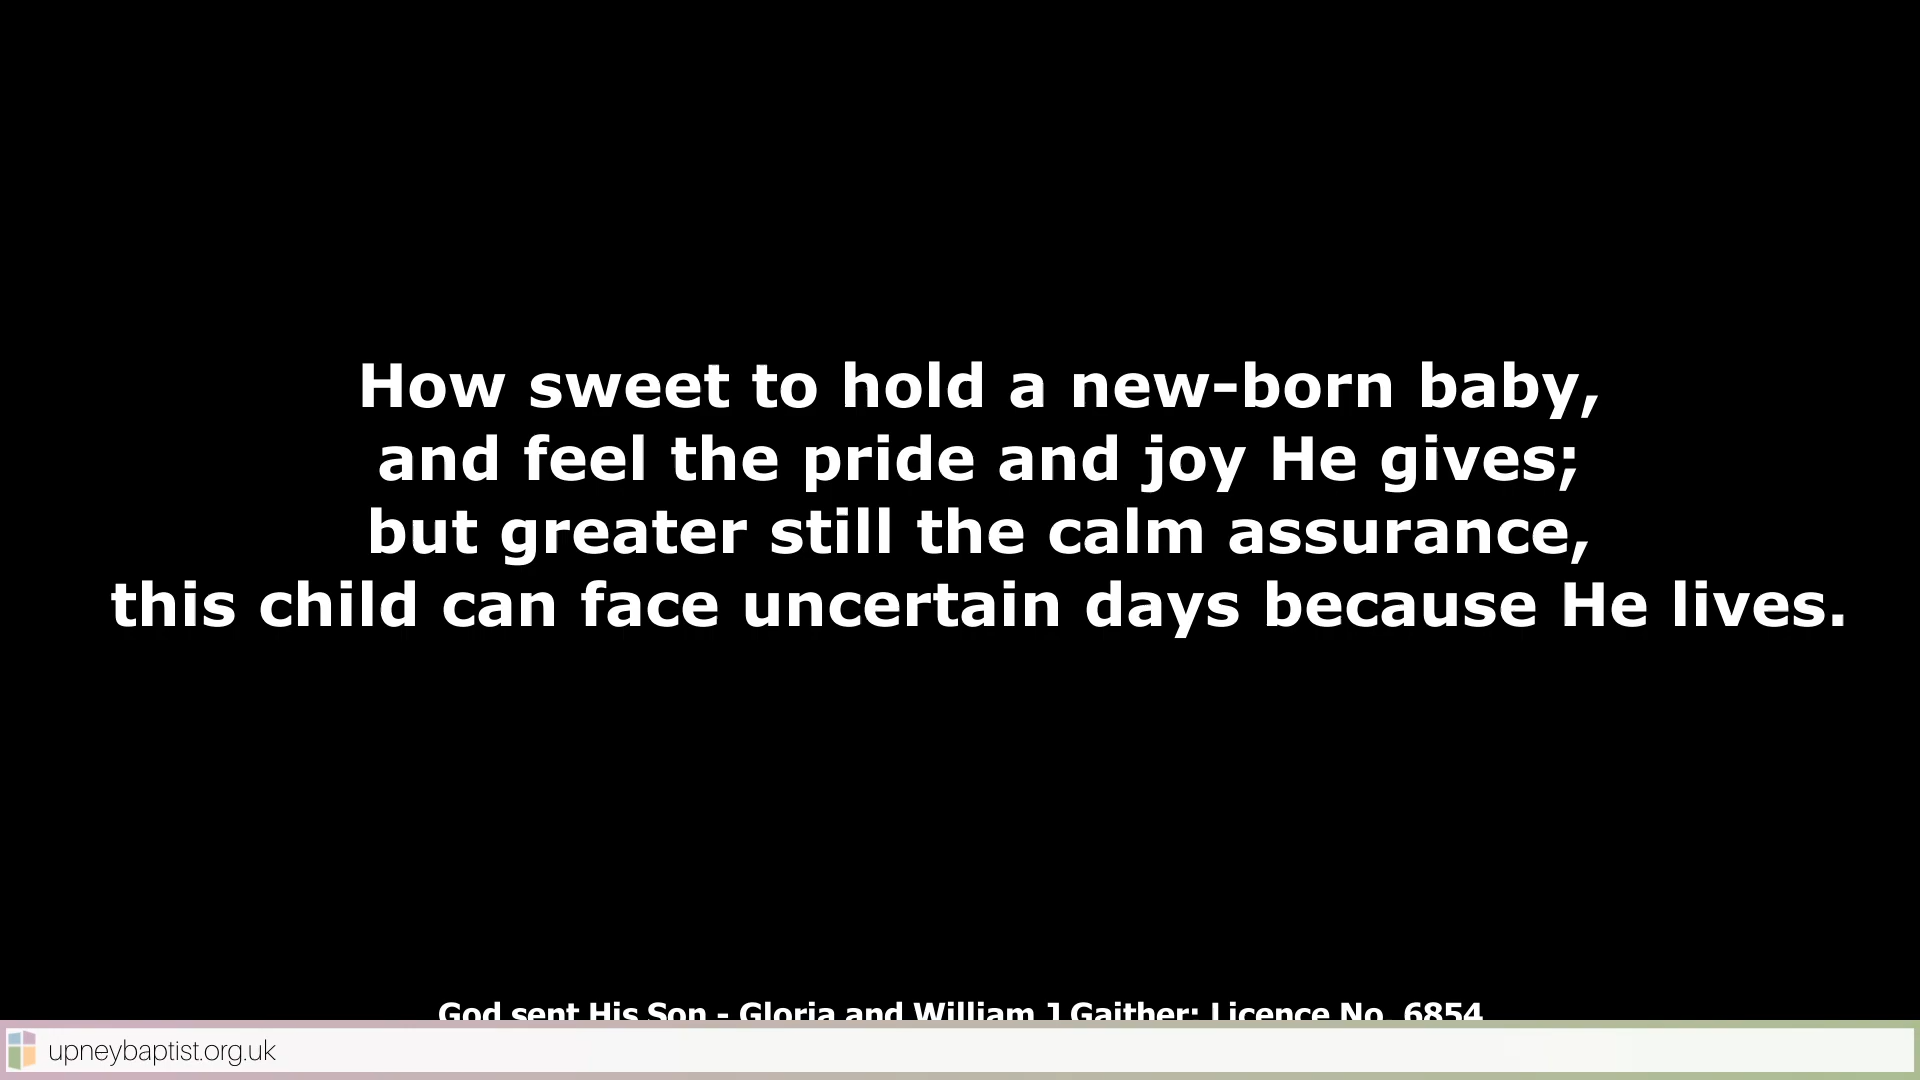 How sweet to hold a new-born baby,
and feel the pride and joy He gives;
but greater still the calm assurance,
this child can face uncertain days because He lives.
God sent His Son - Gloria and William J Gaither; Licence No. 6854
upneybaptist.org.uk